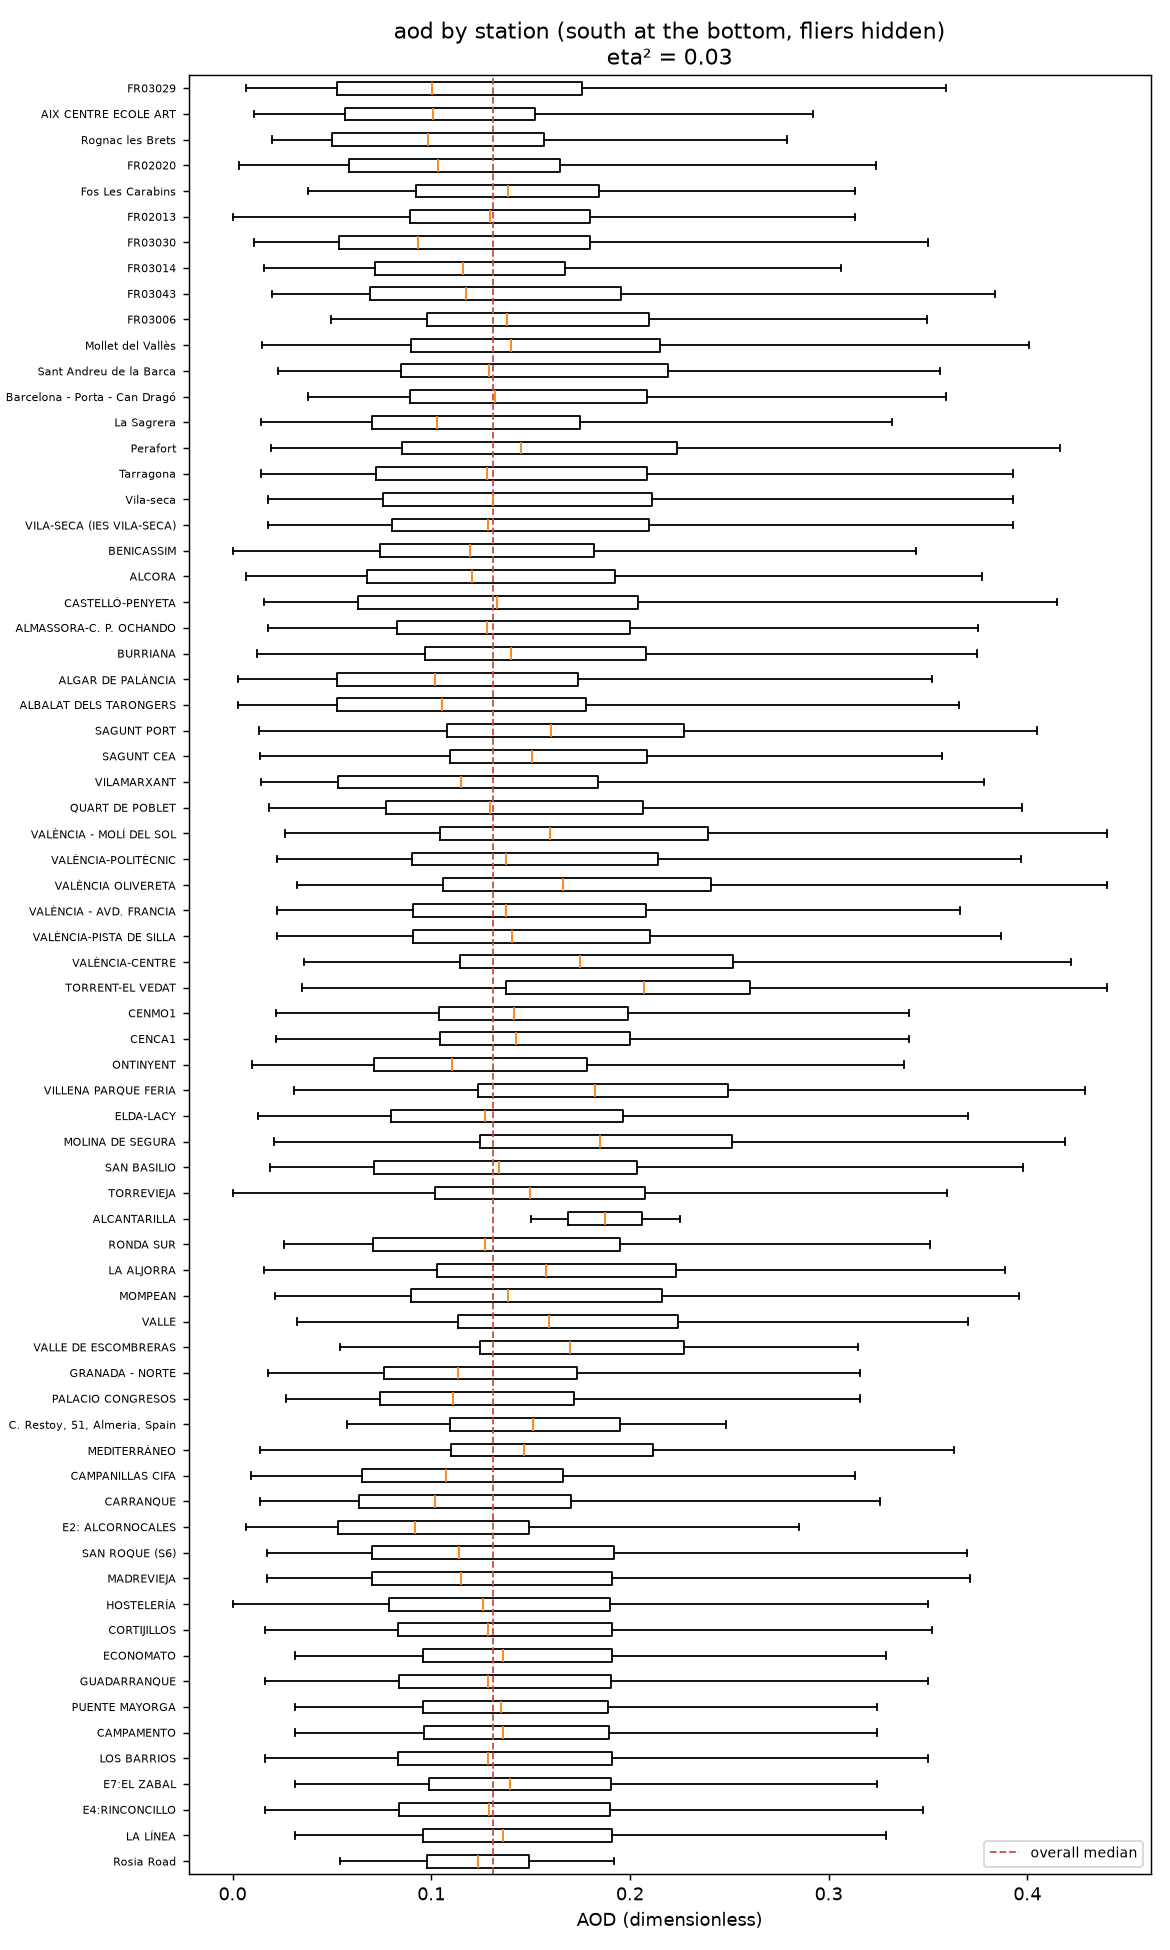 aod by station (south at the bottom, fliers hidden)
eta² = 0.03
FR03029
AIX CENTRE ECOLE ART
Rognac les Brets
FR02020
Fos Les Carabins
FR02013
FR03030
FR03014
FR03043
FR03006
Mollet del Vallès
Sant Andreu de la Barca
Barcelona - Porta - Can Dragó
La Sagrera
Perafort
Tarragona
Vila-seca
VILA-SECA (IES VILA-SECA)
BENICASSIM
ALCORA
CASTELLÓ-PENYETA
ALMASSORA-C. P. OCHANDO
BURRIANA
ALGAR DE PALÀNCIA
ALBALAT DELS TARONGERS
SAGUNT PORT
SAGUNT CEA
VILAMARXANT
QUART DE POBLET
VALÈNCIA - MOLÍ DEL SOL
VALÈNCIA-POLITÈCNIC
VALÈNCIA OLIVERETA
VALÈNCIA - AVD. FRANCIA
VALÈNCIA-PISTA DE SILLA
VALÈNCIA-CENTRE
TORRENT-EL VEDAT
CENMO1
CENCA1
ONTINYENT
VILLENA PARQUE FERIA
ELDA-LACY
MOLINA DE SEGURA
SAN BASILIO
TORREVIEJA
ALCANTARILLA
RONDA SUR
LA ALJORRA
MOMPEAN
VALLE
VALLE DE ESCOMBRERAS
GRANADA - NORTE
PALACIO CONGRESOS
C. Restoy, 51, Almeria, Spain
MEDITERRÁNEO
CAMPANILLAS CIFA
CARRANQUE
E2: ALCORNOCALES
SAN ROQUE (S6)
MADREVIEJA
HOSTELERÍA
CORTIJILLOS
ECONOMATO
GUADARRANQUE
PUENTE MAYORGA
CAMPAMENTO
LOS BARRIOS
E7:EL ZABAL
E4:RINCONCILLO
LA LÍNEA
Rosia Road
overall median
0.0 0.1 0.2 0.3 0.4
AOD (dimensionless)